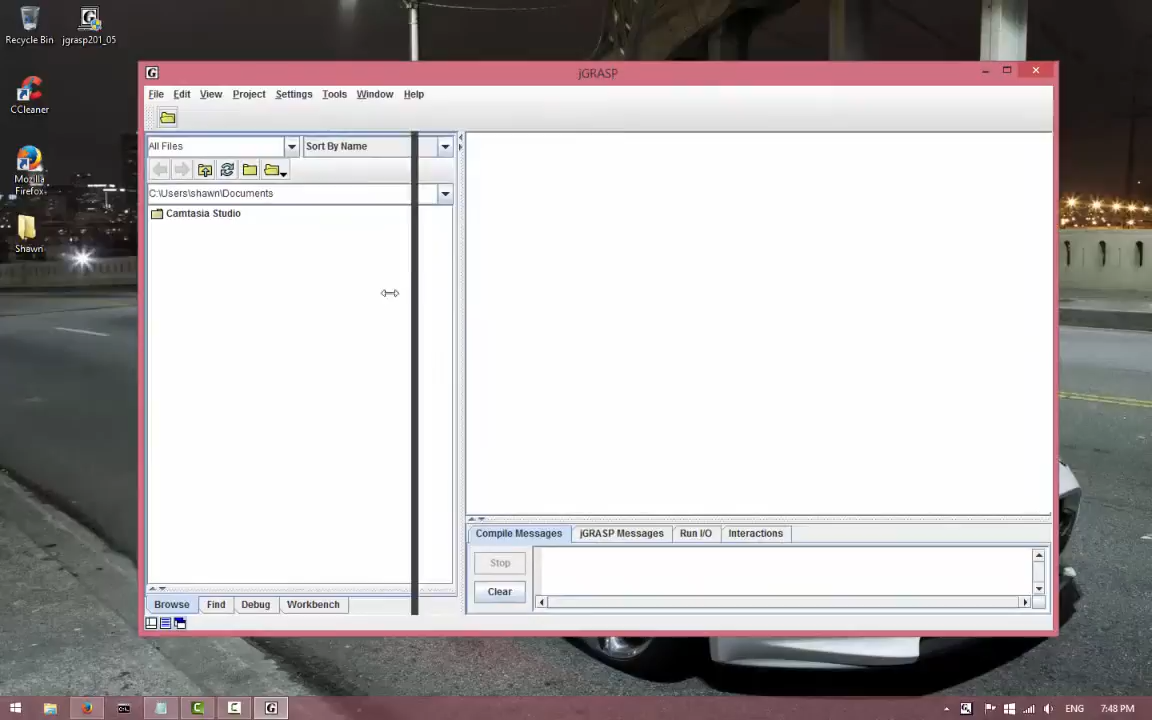 Recycle Bin
jgrasp201_05
CCleaner
Mozilla
Firefox
Shawn
jGRASP
File Edit View Project Settings Tools Window Help
All Files
Sort By Name
C:\Users\shawn\Documents
Camtasia Studio
Compile Messages
jGRASP Messages
Run I/O
Interactions
Stop
Clear
Browse
Find
Debug
Workbench
ENG
7:48 PM